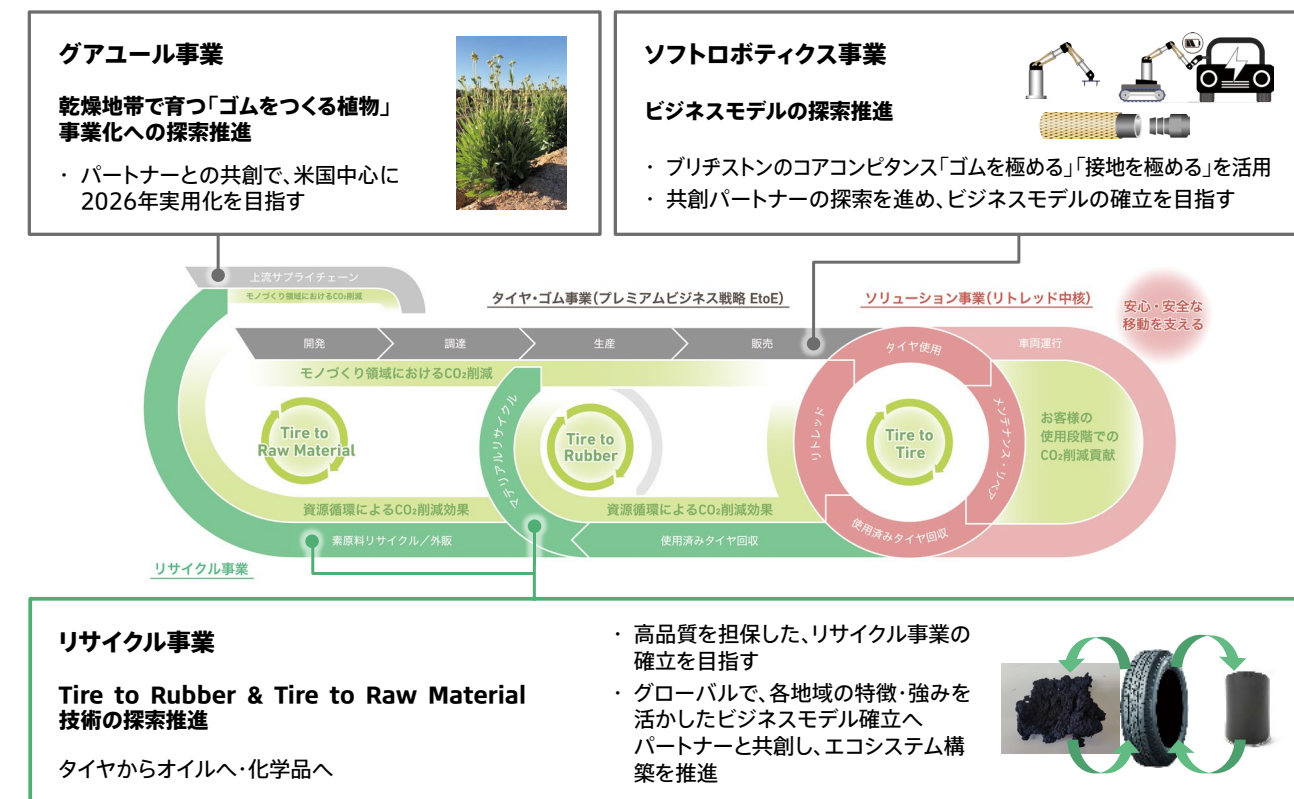 グアユール事業
乾燥地帯で育つ「ゴムをつくる植物」
事業化への探索推進
・ パートナーとの共創で、米国中心に
2026年実用化を目指す
ソフトロボティクス事業
ビジネスモデルの探索推進
・ ブリヂストンのコアコンピタンス「ゴムを極める」「接地を極める」を活用
・ 共創パートナーの探索を進め、ビジネスモデルの確立を目指す
上流サプライチェーン
モノづくり領域におけるCO₂削減
タイヤ・ゴム事業（プレミアムビジネス戦略 EtoE）
ソリューション事業（リトレッド中核）
安心・安全な
移動を支える
開発
調達
生産
販売
タイヤ使用
車両運行
モノづくり領域におけるCO₂削減
マテリアルリサイクル
リトレッド
メンテナンス・リペア
使用済みタイヤ回収
Tire to
Raw Material
Tire to
Rubber
Tire to
Tire
お客様の
使用段階での
CO₂削減貢献
資源循環によるCO₂削減効果
資源循環によるCO₂削減効果
素原料リサイクル／外販
使用済みタイヤ回収
リサイクル事業
リサイクル事業
Tire to Rubber & Tire to Raw Material
技術の探索推進
タイヤからオイルへ・化学品へ
・ 高品質を担保した、リサイクル事業の
確立を目指す
・ グローバルで、各地域の特徴・強みを
活かしたビジネスモデル確立へ
パートナーと共創し、エコシステム構
築を推進